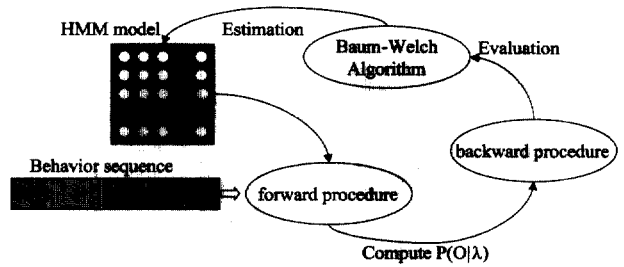 HMM model
Estimation
Baum-Welch
Algorithm
Evaluation
backward procedure
Behavior sequence
forward procedure
Compute P(O|λ)